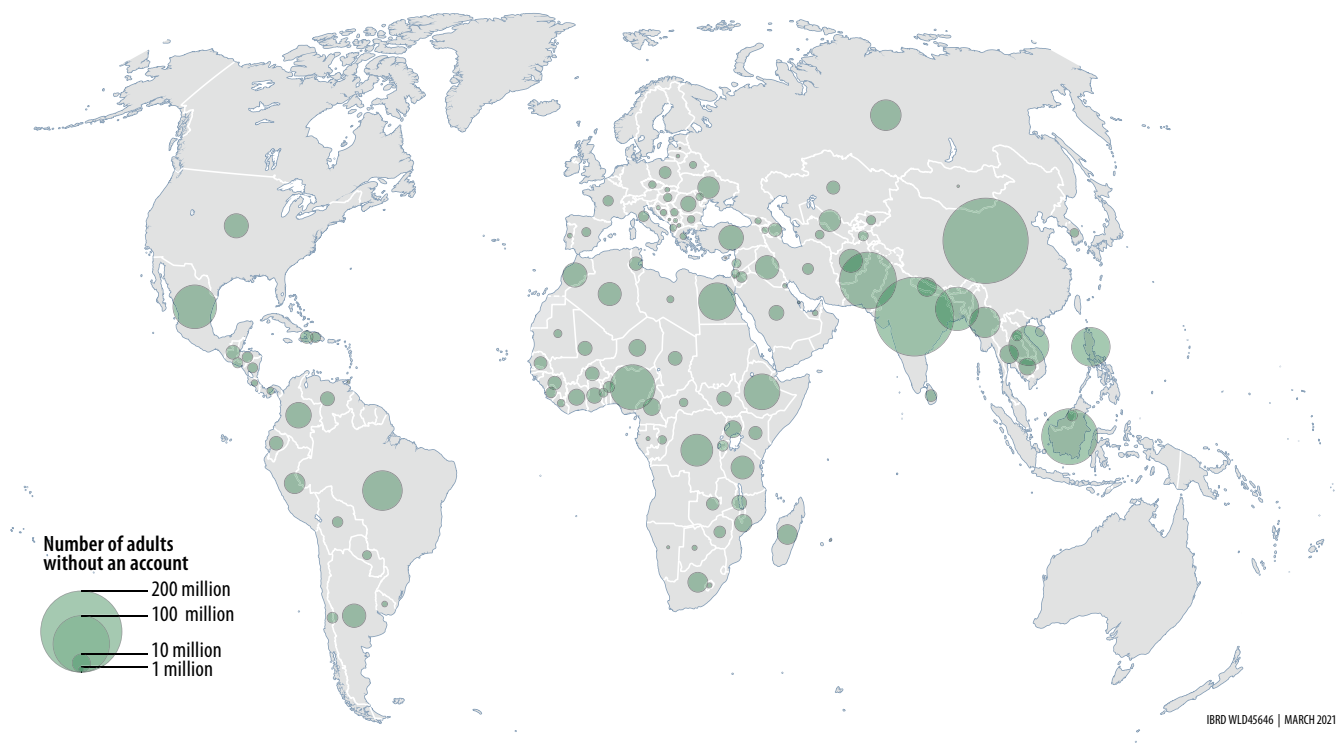 Number of adults
without an account
200 million
100 million
10 million
1 million
IBRD WLD45646 | MARCH 2021